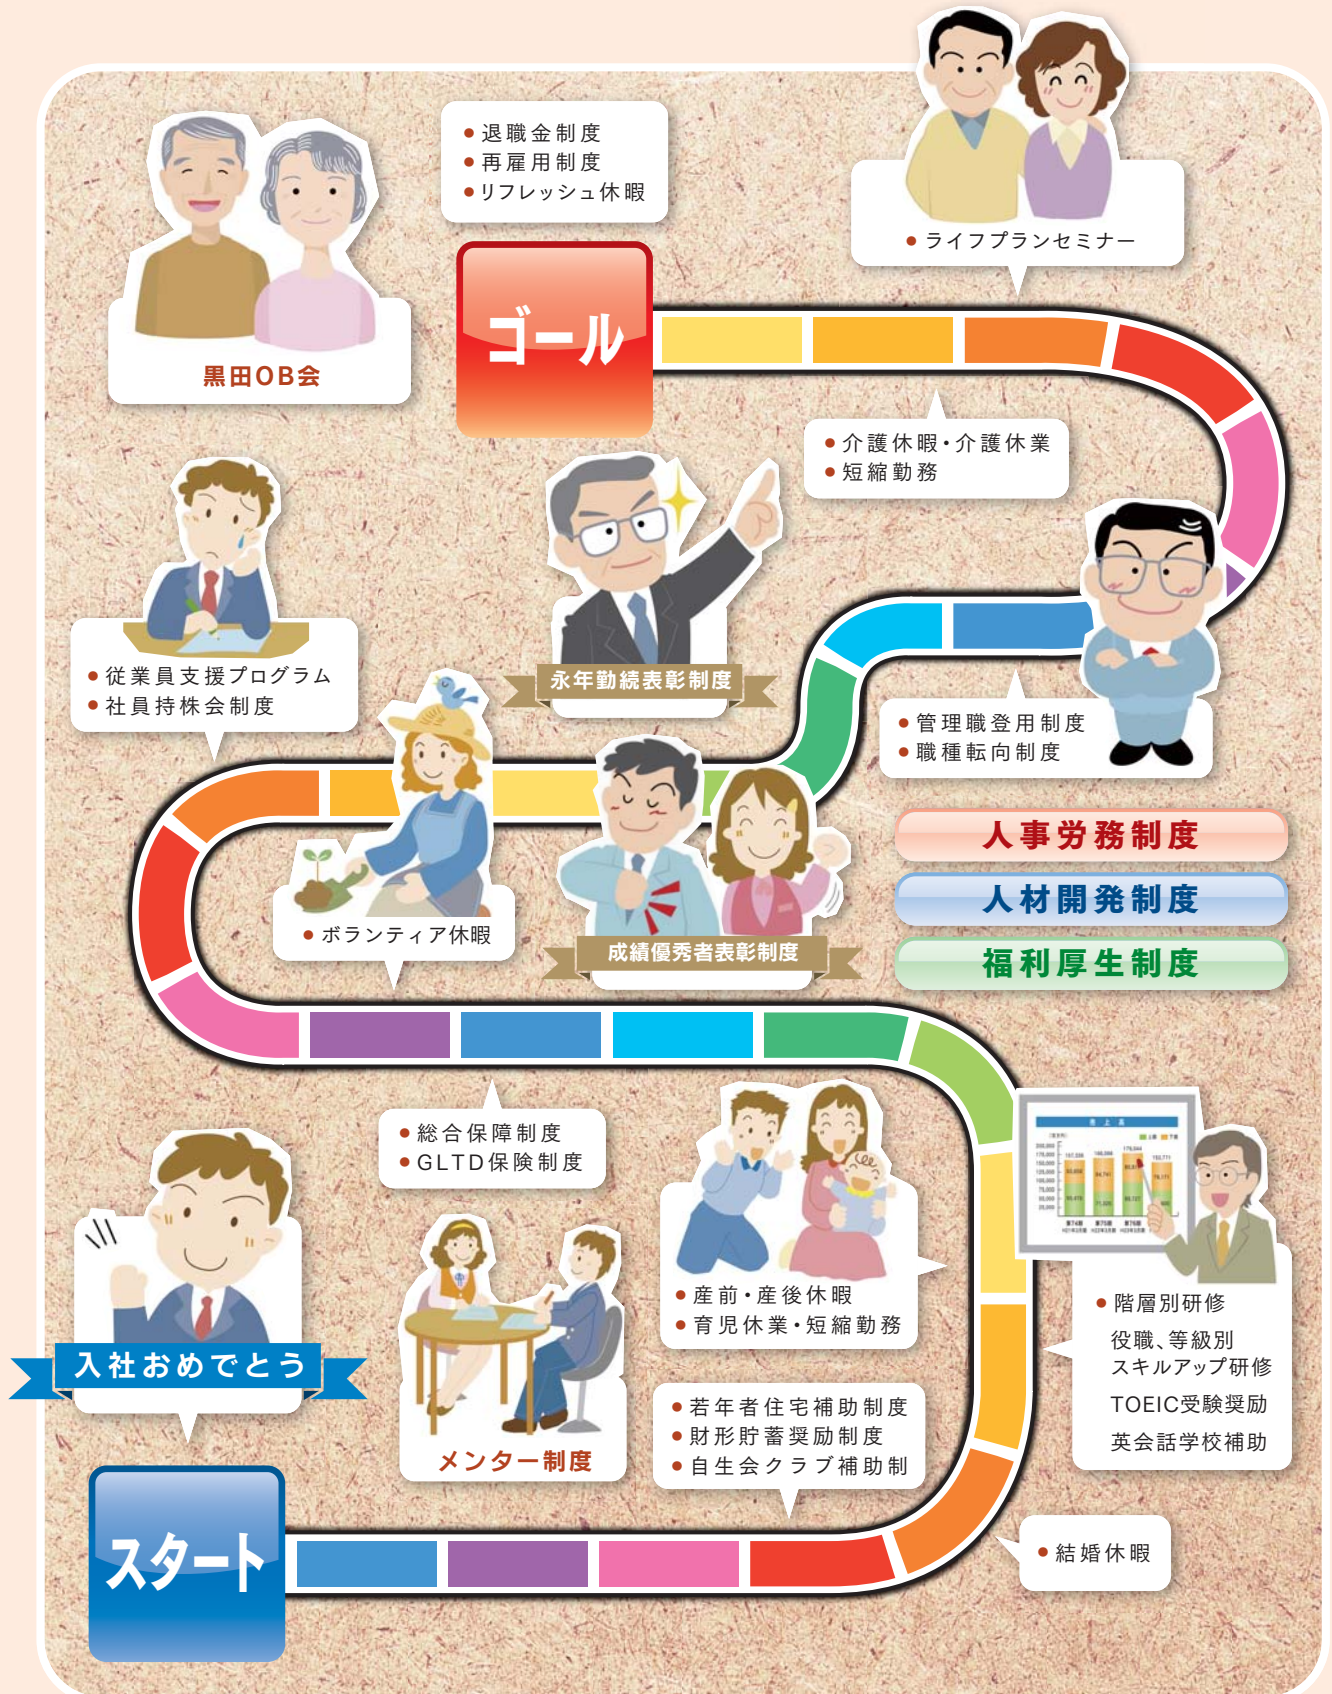 退職金制度
再雇用制度
リフレッシュ休暇
ライフプランセミナー
ゴール
黒田OB会
介護休暇・介護休業
短縮勤務
従業員支援プログラム
社員持株会制度
永年勤続表彰制度
管理職登用制度
職種転向制度
人事労務制度
人材開発制度
福利厚生制度
ボランティア休暇
成績優秀者表彰制度
総合保障制度
GLTD保険制度
売上高
産前・産後休暇
育児休業・短縮勤務
階層別研修
役職、等級別
スキルアップ研修
TOEIC受験奨励
英会話学校補助
入社おめでとう
メンター制度
若年者住宅補助制度
財形貯蓄奨励制度
自生会クラブ補助制
結婚休暇
スタート